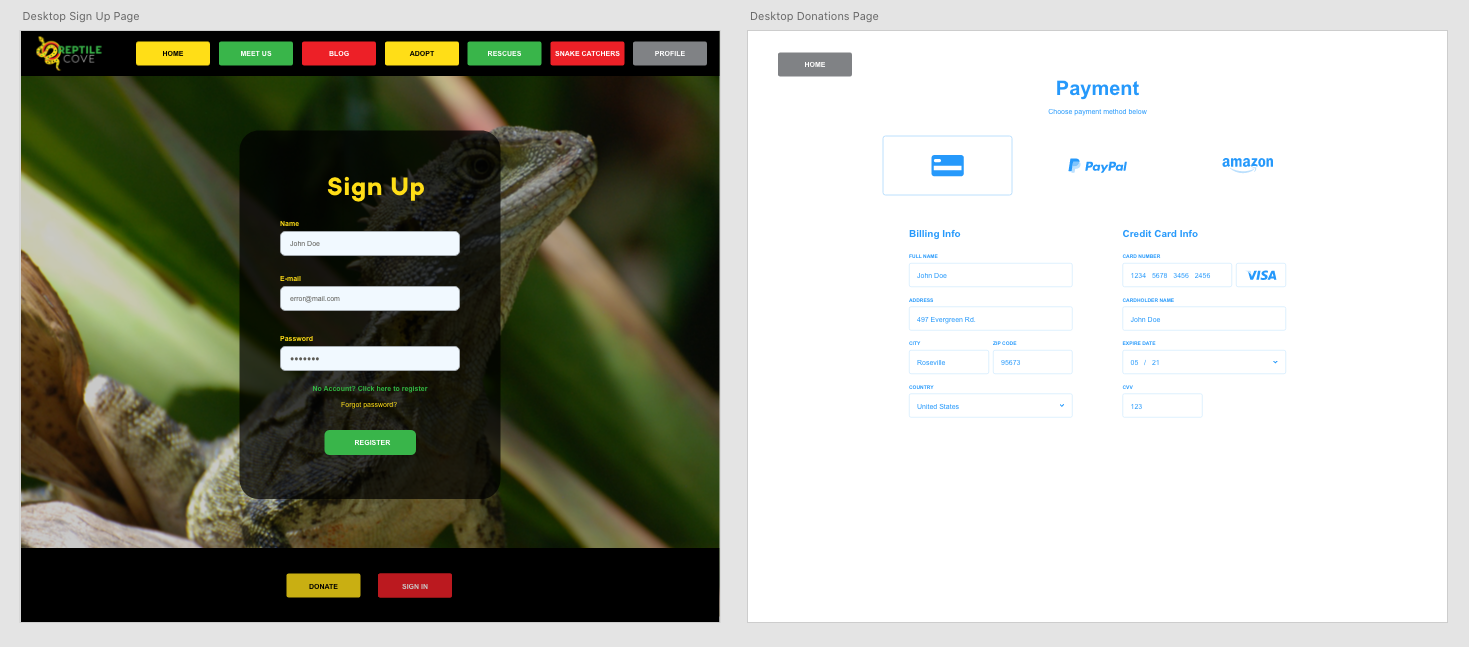 Desktop Sign Up Page
REPTILE
COVE
HOME
MEET US
BLOG
ADOPT
RESCUES
SNAKE CATCHERS
PROFILE
Sign Up
Name
John Doe
E-mail
error@mail.com
Password
•••••••
No Account? Click here to register
Forgot password?
REGISTER
DONATE
SIGN IN
Desktop Donations Page
HOME
Payment
Choose payment method below
PayPal
amazon
Billing Info
FULL NAME
John Doe
ADDRESS
497 Evergreen Rd.
CITY
ZIP CODE
Roseville
95673
COUNTRY
United States
Credit Card Info
CARD NUMBER
1234 5678 3456 2456
VISA
CARDHOLDER NAME
John Doe
EXPIRE DATE
05 / 21
CVV
123